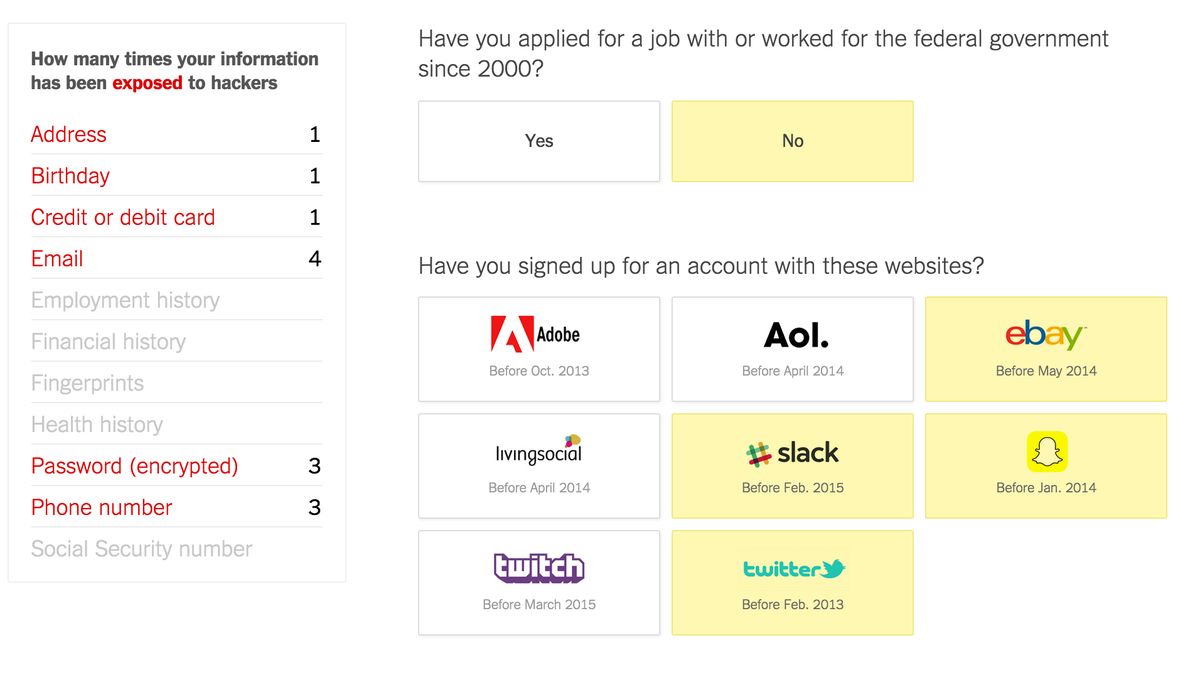 How many times your information
has been exposed to hackers
Address 1
Birthday 1
Credit or debit card 1
Email 4
Employment history
Financial history
Fingerprints
Health history
Password (encrypted) 3
Phone number 3
Social Security number
Have you applied for a job with or worked for the federal government
since 2000?
Yes
No
Have you signed up for an account with these websites?
Adobe
Before Oct. 2013
Aol.
Before April 2014
ebay™
Before May 2014
livingsocial
Before April 2014
slack
Before Feb. 2015
Before Jan. 2014
twitch
Before March 2015
twitter
Before Feb. 2013